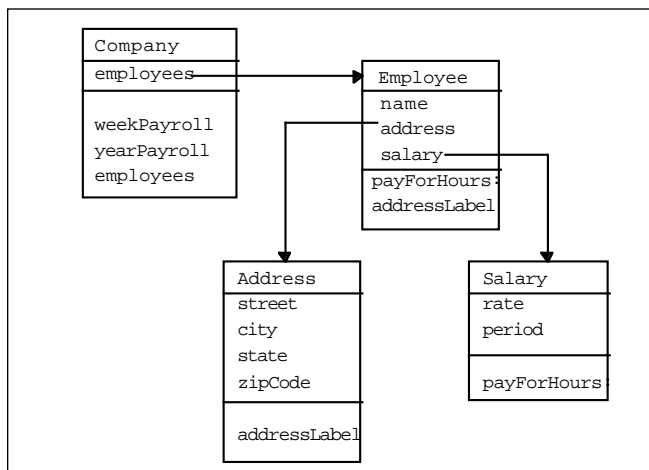 Company
employees
weekPayroll
yearPayroll
employees
Employee
name
address
salary
payForHours:
addressLabel
Address
street
city
state
zipCode
addressLabel
Salary
rate
period
payForHours: